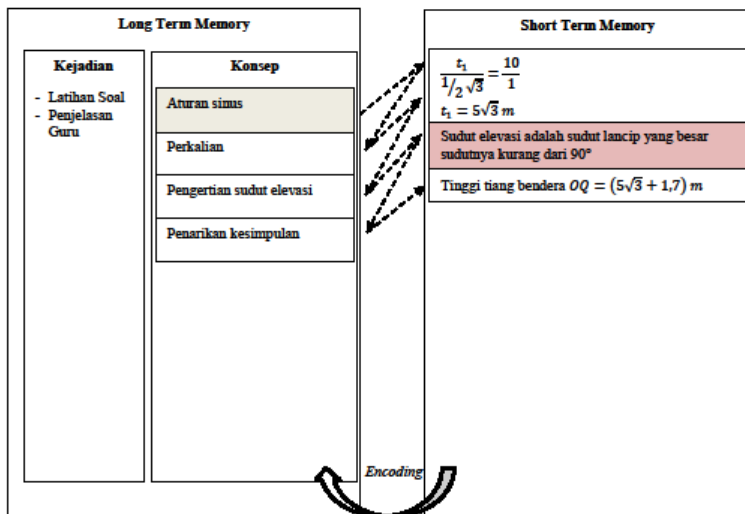 Long Term Memory
Kejadian
- Latihan Soal
- Penjelasan
Guru
Konsep
Aturan sinus
Perkalian
Pengertian sudut elevasi
Penarikan kesimpulan
Short Term Memory
t₁ / (1/2 √3) = 10/1
t₁ = 5√3 m
Sudut elevasi adalah sudut lancip yang besar
sudutnya kurang dari 90°
Tinggi tiang bendera OQ = (5√3 + 1,7) m
Encoding